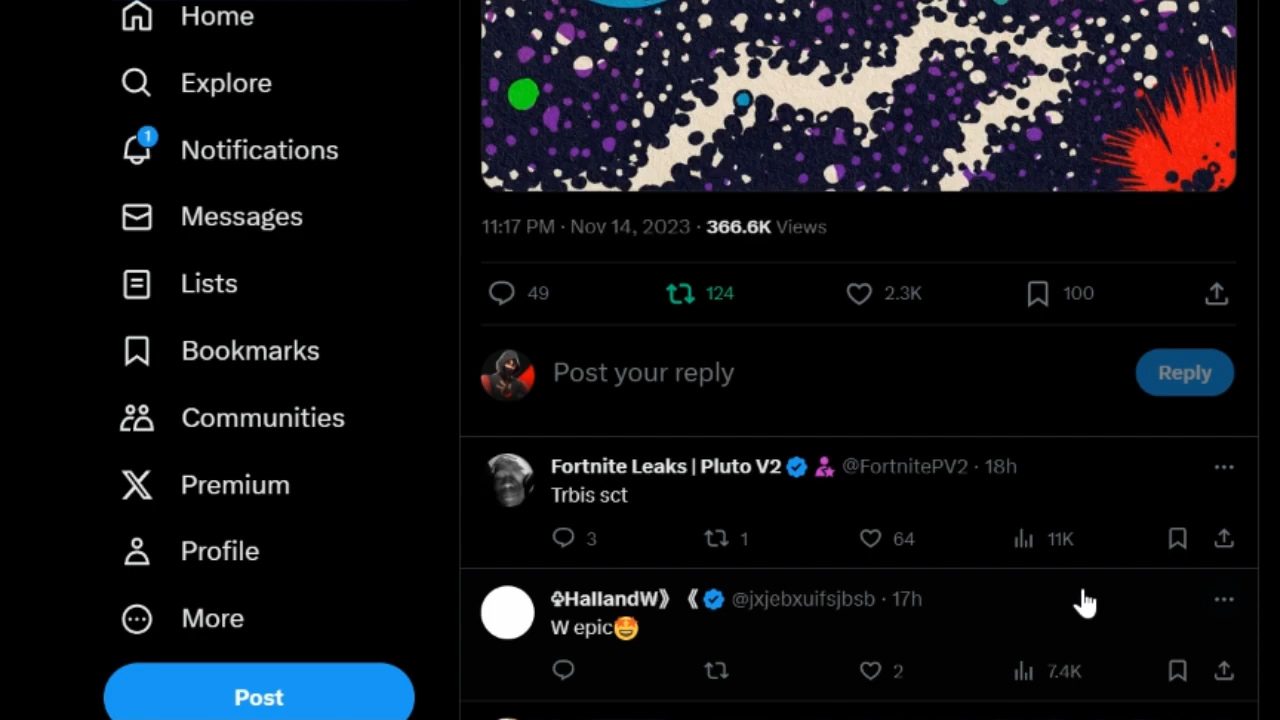 Home
Explore
1
Notifications
Messages
Lists
Bookmarks
Communities
Premium
Profile
More
Post
11:17 PM · Nov 14, 2023 · 366.6K Views
49 124 2.3K 100
Post your reply
Reply
Fortnite Leaks | Pluto V2 @FortnitePV2 · 18h
Trbis sct
3 1 64 11K
♧HallandW》《 @jxjebxuifsjbsb · 17h
W epic🤩
2 7.4K